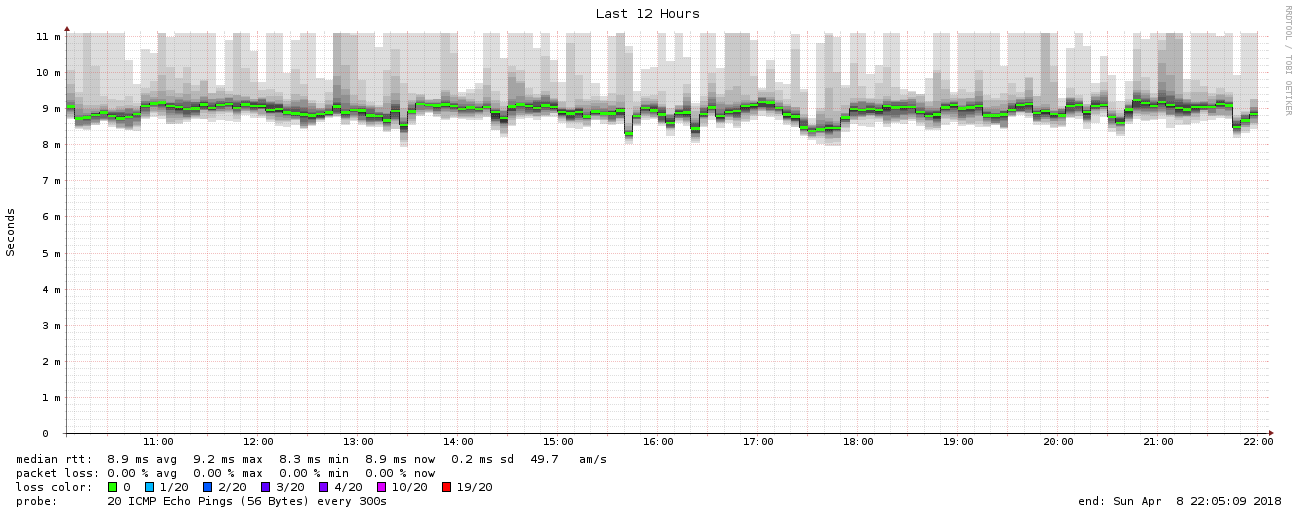 Last 12 Hours
RRDTOOL / TOBI OETIKER
Seconds
11 m
10 m
9 m
8 m
7 m
6 m
5 m
4 m
3 m
2 m
1 m
0
11:00 12:00 13:00 14:00 15:00 16:00 17:00 18:00 19:00 20:00 21:00 22:00
median rtt: 8.9 ms avg 9.2 ms max 8.3 ms min 8.9 ms now 0.2 ms sd 49.7 am/s
packet loss: 0.00 % avg 0.00 % max 0.00 % min 0.00 % now
loss color: 0 1/20 2/20 3/20 4/20 10/20 19/20
probe: 20 ICMP Echo Pings (56 Bytes) every 300s end: Sun Apr 8 22:05:09 2018